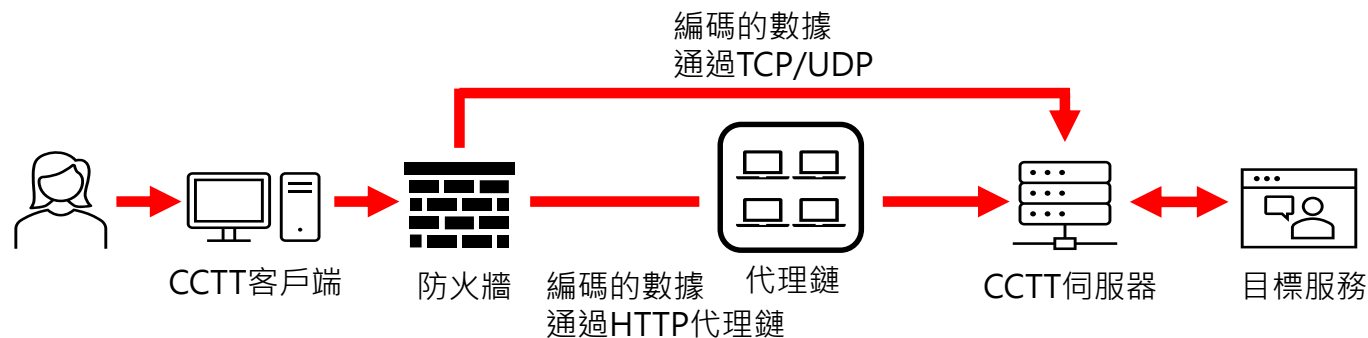 編碼的數據
通過TCP/UDP
CCTT客戶端
防火牆
編碼的數據
通過HTTP代理鏈
代理鏈
CCTT伺服器
目標服務